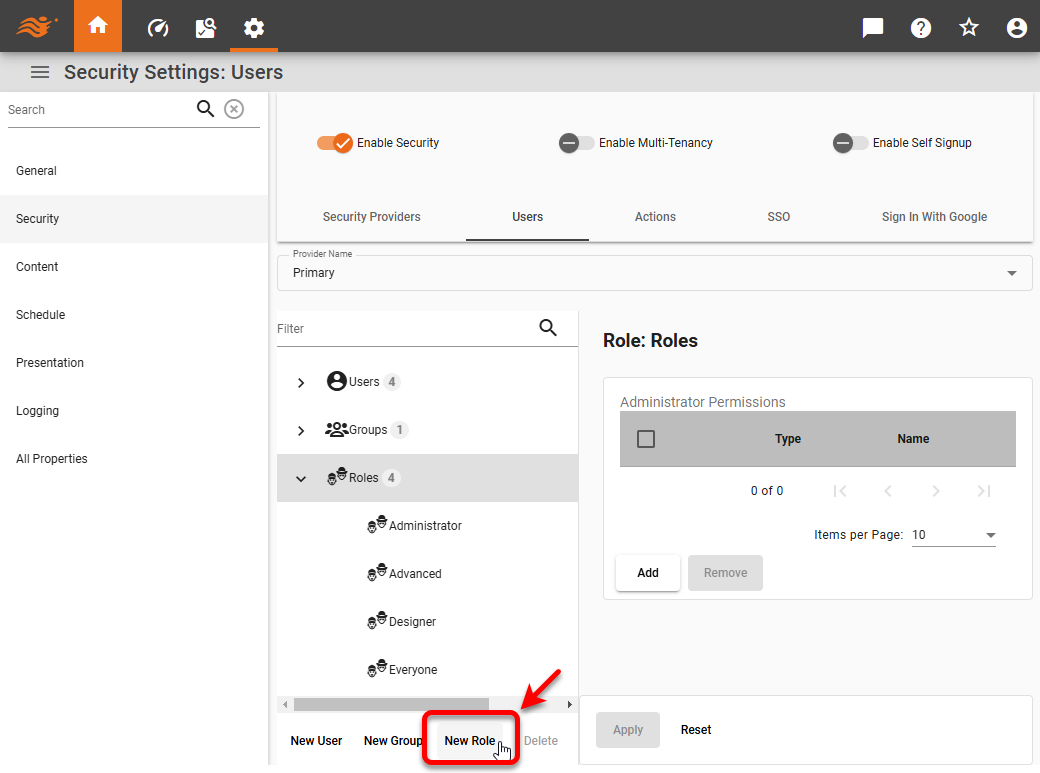 Security Settings: Users
Search
General
Security
Content
Schedule
Presentation
Logging
All Properties
Enable Security
Enable Multi-Tenancy
Enable Self Signup
Security Providers
Users
Actions
SSO
Sign In With Google
Provider Name
Primary
Filter
Users 4
Groups 1
Roles 4
Administrator
Advanced
Designer
Everyone
New User
New Group
New Role
Delete
Role: Roles
Administrator Permissions
Type
Name
0 of 0
Items per Page: 10
Add
Remove
Apply
Reset